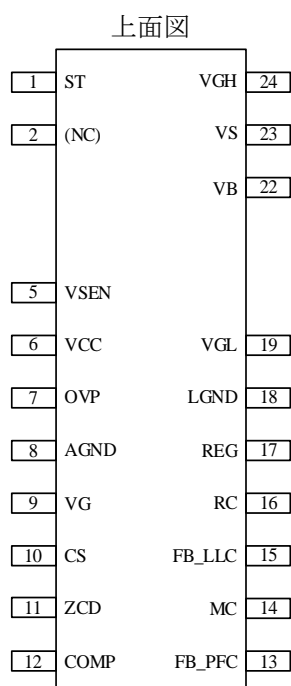 上面図
1 ST VGH 24
2 (NC) VS 23
VB 22
5 VSEN
6 VCC VGL 19
7 OVP LGND 18
8 AGND REG 17
9 VG RC 16
10 CS FB_LLC 15
11 ZCD MC 14
12 COMP FB_PFC 13